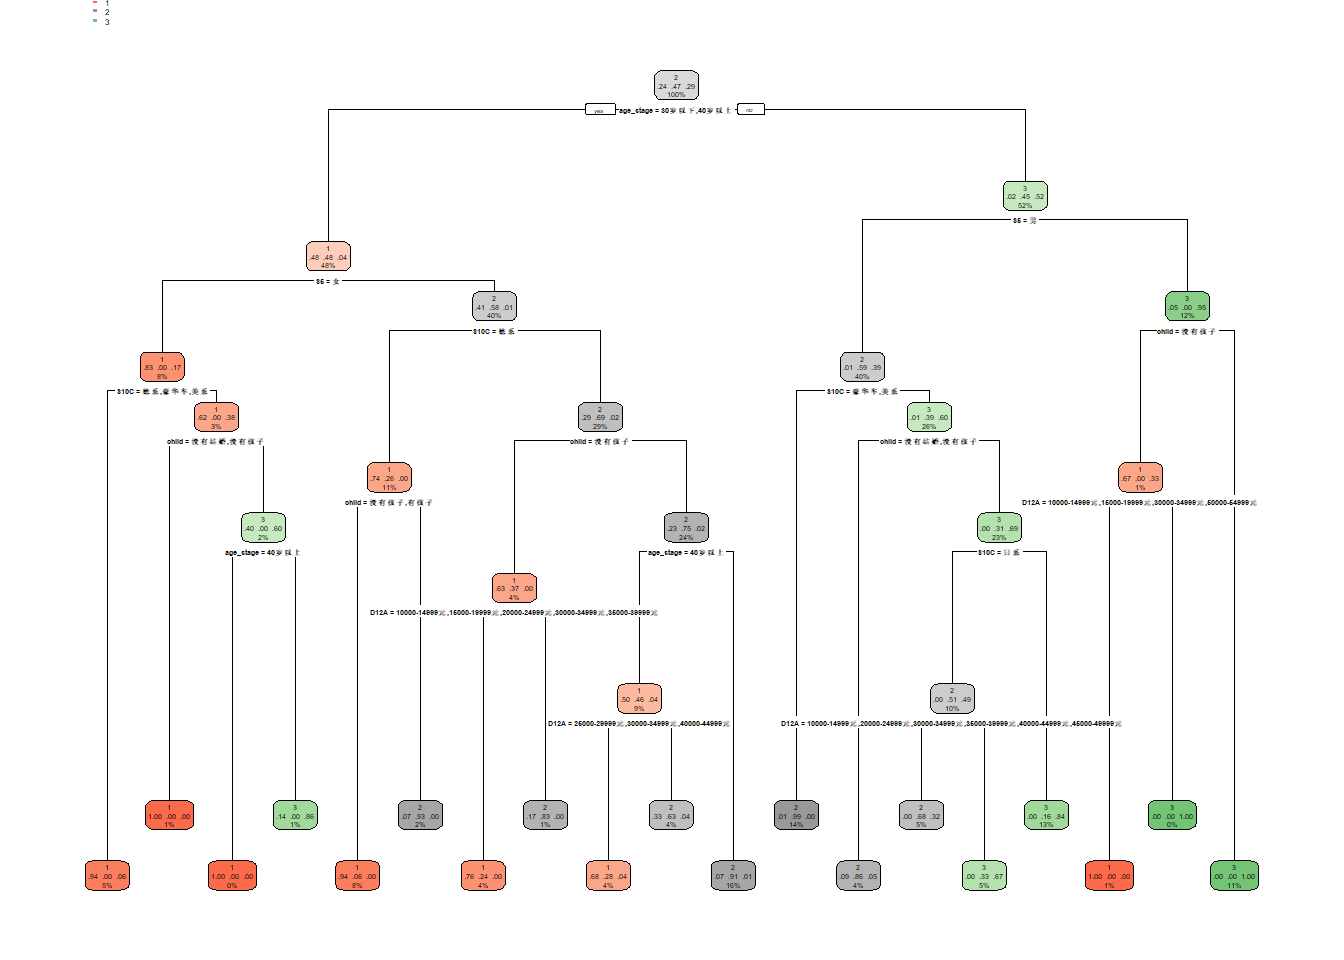 1
2
3
2
.24 .47 .29
100%
yes
age_stage = 30岁以下,40岁以上
no
3
.02 .45 .52
52%
S5 = 男
1
.48 .48 .04
48%
S5 = 女
2
.41 .58 .01
40%
S10C = 德系
3
.05 .00 .95
12%
child = 没有孩子
1
.83 .00 .17
8%
S10C = 德系,豪华车,美系
2
.01 .59 .39
40%
S10C = 豪华车,美系
1
.62 .00 .38
3%
child = 没有结婚,没有孩子
2
.29 .69 .02
29%
child = 没有孩子
3
.01 .39 .60
26%
child = 没有结婚,没有孩子
1
.74 .26 .00
11%
child = 没有孩子,有孩子
1
.67 .00 .33
1%
D12A = 10000-14999元,15000-19999元,30000-34999元,50000-54999元
3
.40 .00 .60
2%
age_stage = 40岁以上
2
.23 .75 .02
24%
age_stage = 40岁以上
3
.00 .31 .69
23%
S10C = 日系
1
.63 .37 .00
4%
D12A = 10000-14999元,15000-19999元,20000-24999元,30000-34999元,35000-39999元
1
.50 .46 .04
9%
D12A = 25000-29999元,30000-34999元,40000-44999元
2
.00 .51 .49
10%
D12A = 10000-14999元,20000-24999元,30000-34999元,35000-39999元,40000-44999元,45000-49999元
1
1.00 .00 .00
1%
3
.14 .00 .86
1%
2
.07 .93 .00
2%
2
.17 .83 .00
1%
2
.33 .63 .04
4%
2
.01 .99 .00
14%
2
.00 .68 .32
5%
3
.00 .16 .84
13%
3
.00 .00 1.00
0%
1
.94 .00 .06
5%
1
1.00 .00 .00
0%
1
.94 .06 .00
8%
1
.76 .24 .00
4%
1
.68 .28 .04
4%
2
.07 .91 .01
16%
2
.09 .86 .05
4%
3
.00 .33 .67
5%
1
1.00 .00 .00
1%
3
.00 .00 1.00
11%